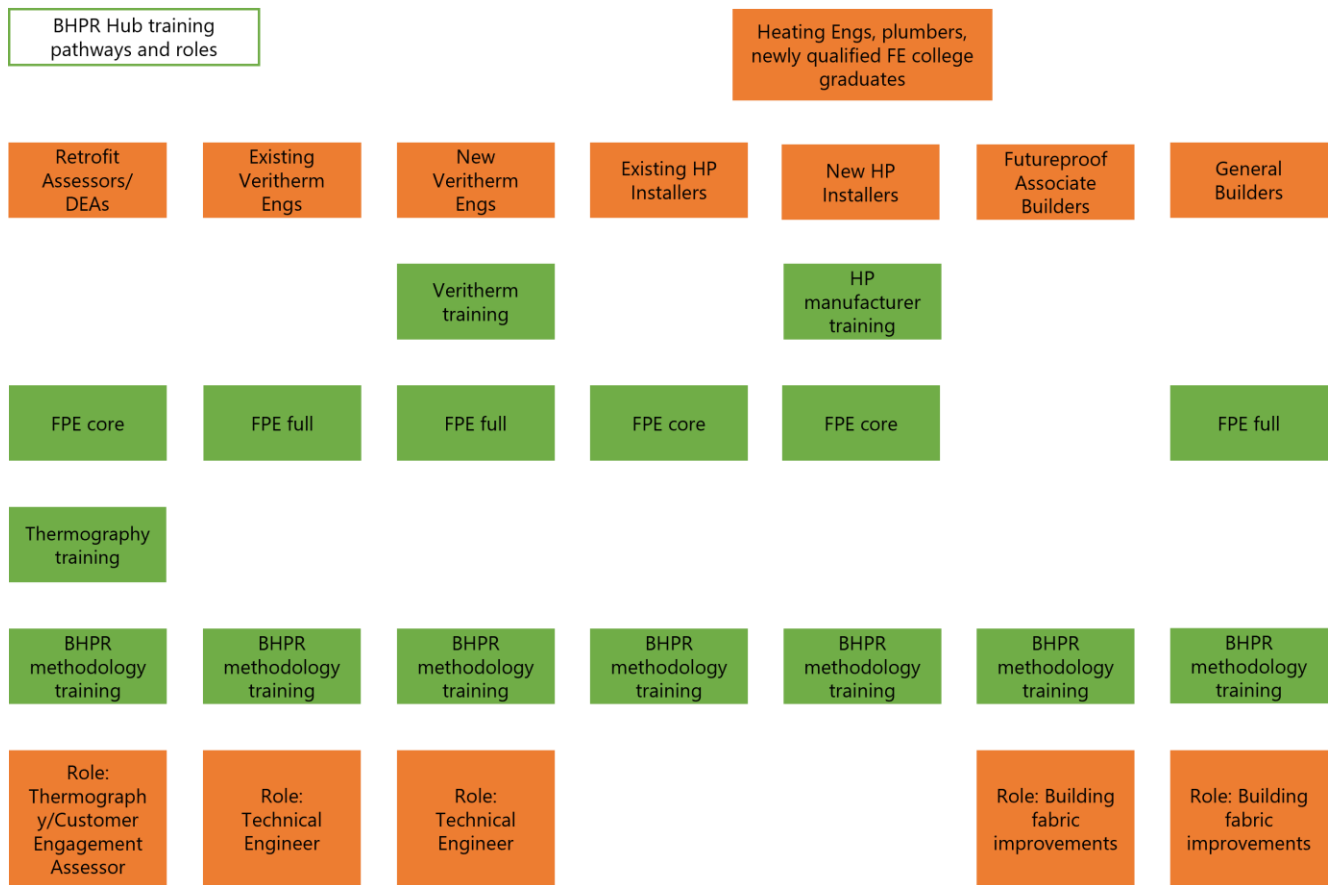 BHPR Hub training
pathways and roles
Heating Engs, plumbers,
newly qualified FE college
graduates
Retrofit
Assessors/
DEAs
Existing
Veritherm
Engs
New
Veritherm
Engs
Existing HP
Installers
New HP
Installers
Futureproof
Associate
Builders
General
Builders
Veritherm
training
HP
manufacturer
training
FPE core
FPE full
FPE full
FPE core
FPE core
FPE full
Thermography
training
BHPR
methodology
training
BHPR
methodology
training
BHPR
methodology
training
BHPR
methodology
training
BHPR
methodology
training
BHPR
methodology
training
BHPR
methodology
training
Role:
Thermograph
y/Customer
Engagement
Assessor
Role:
Technical
Engineer
Role:
Technical
Engineer
Role: Building
fabric
improvements
Role: Building
fabric
improvements